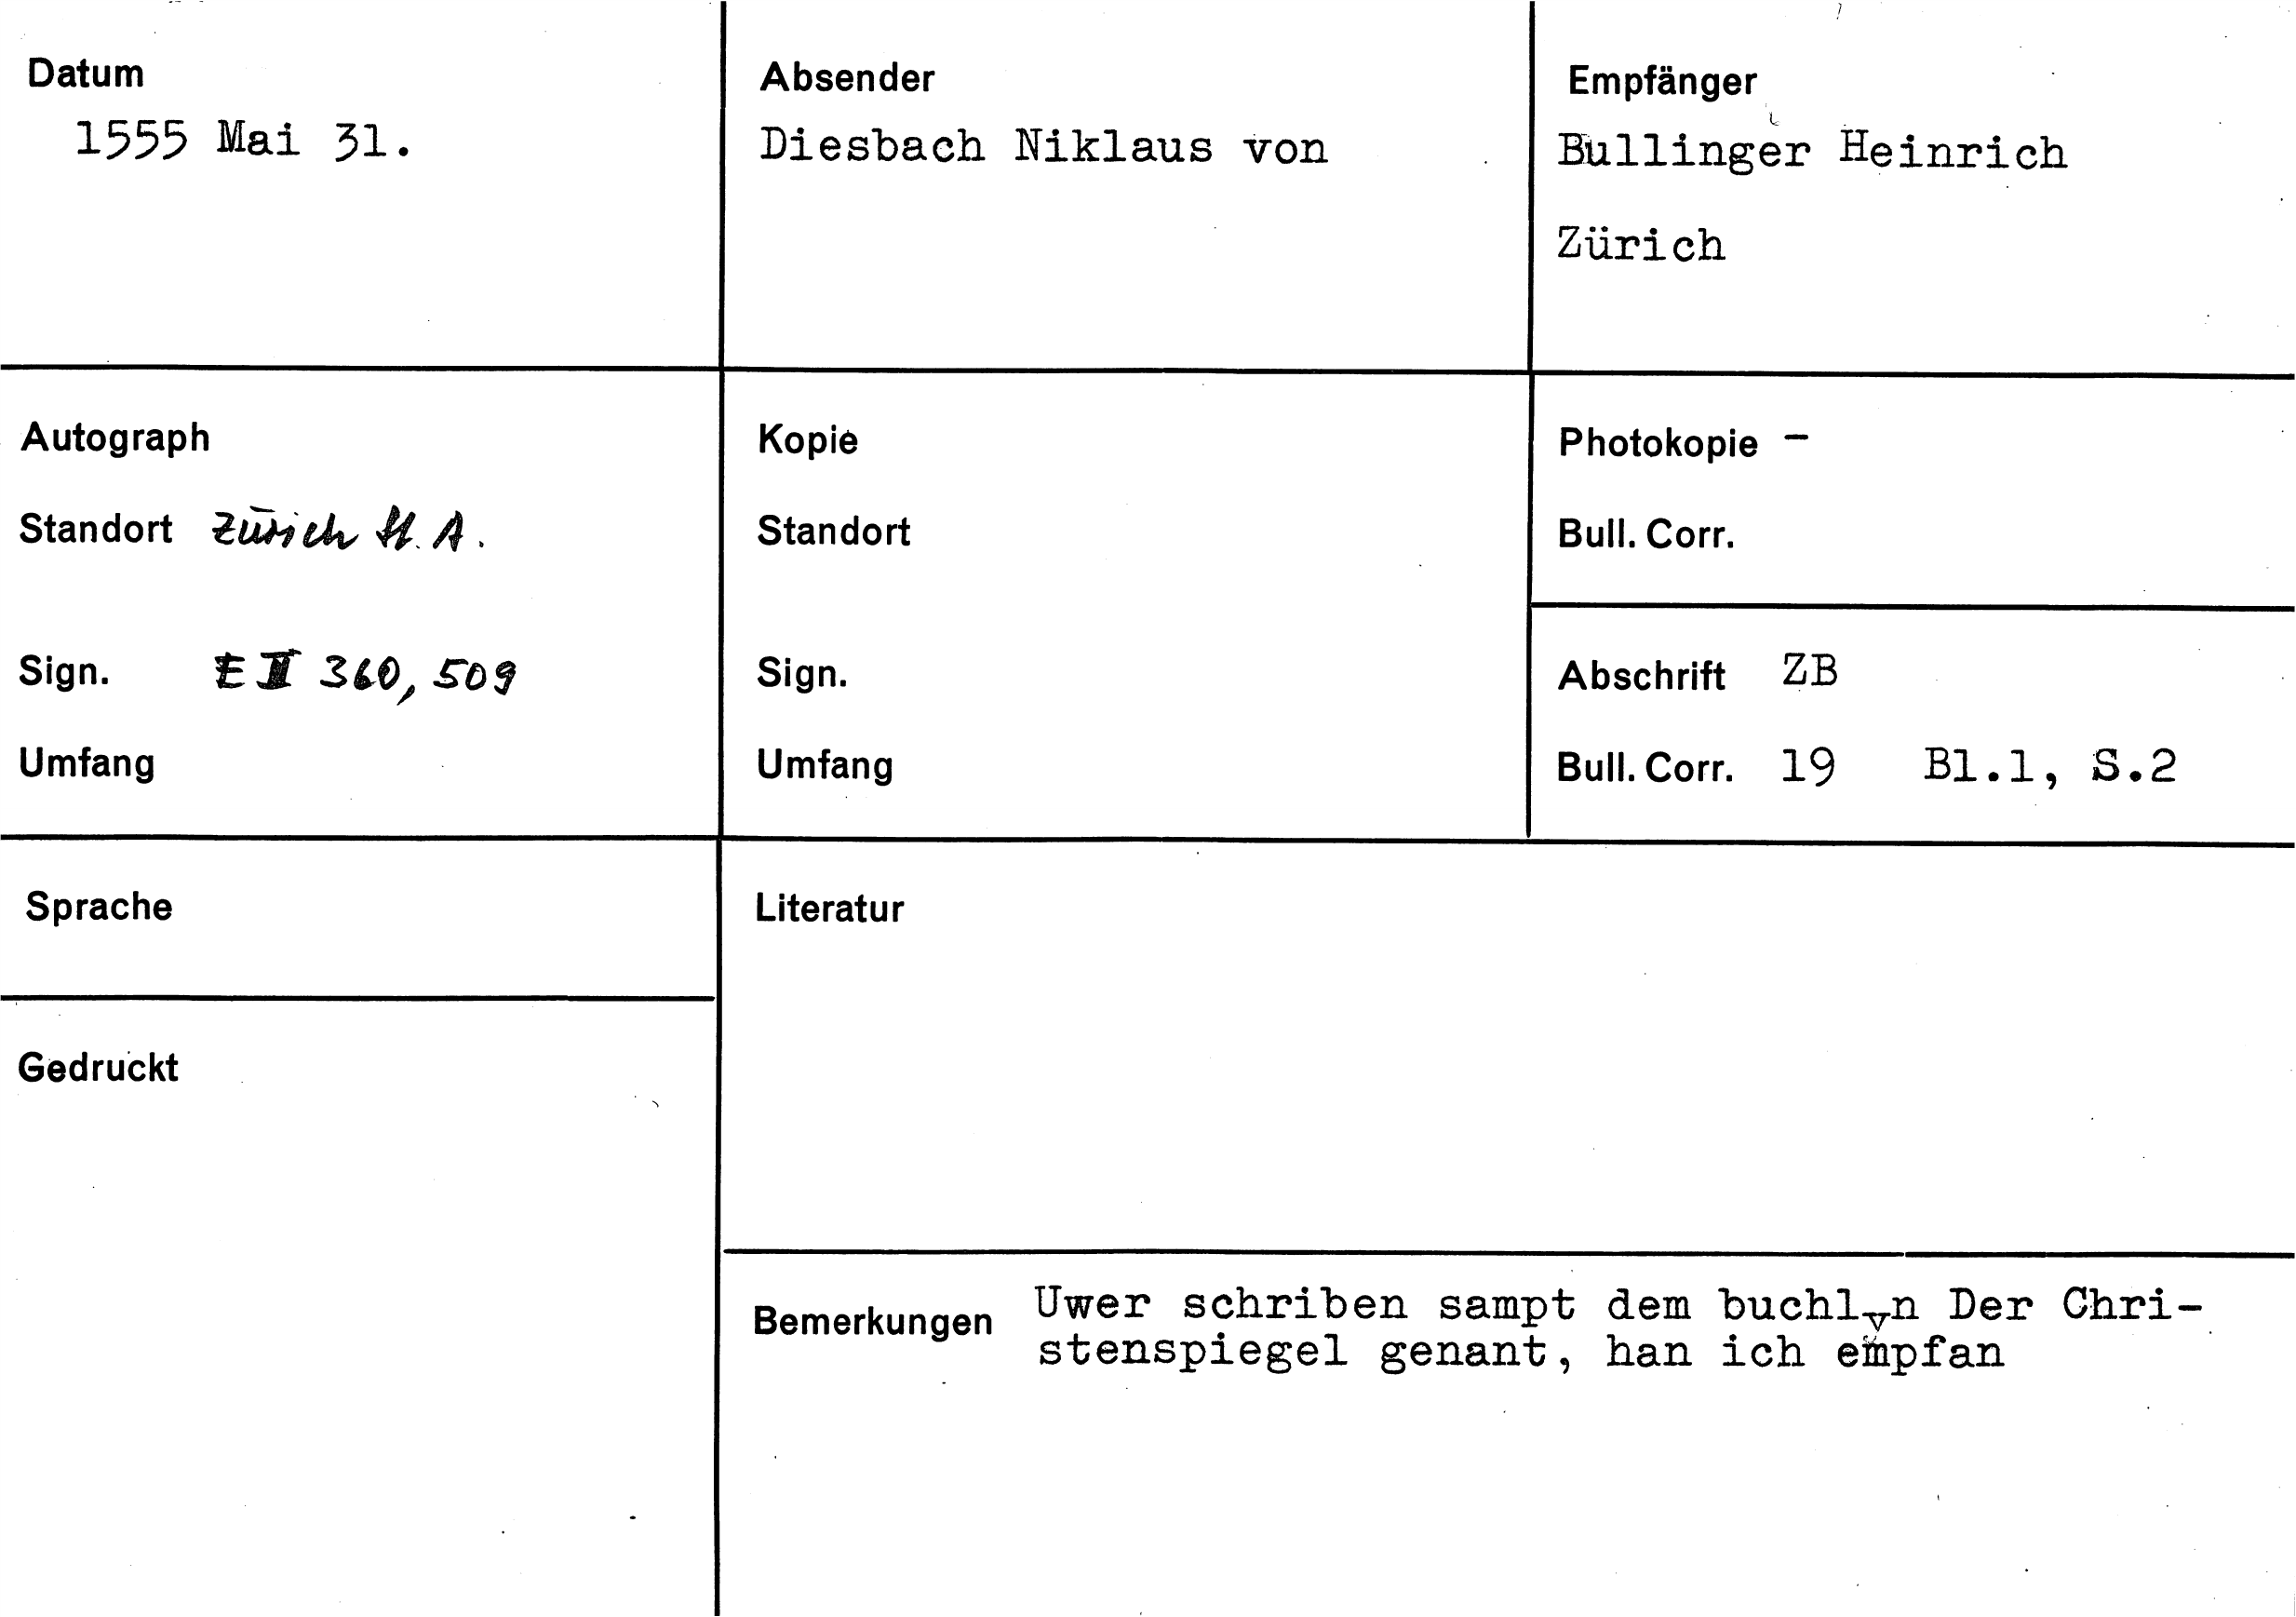 Datum
1555 Mai 31.
Absender
Diesbach Niklaus von
Empfänger
Bullinger Heinrich
Zürich
Autograph
Standort Zürich St. A.
Sign. E II 360, 509
Umfang
Kopie
Standort
Sign.
Umfang
Photokopie –
Bull. Corr.
Abschrift ZB
Bull. Corr. 19 Bl.1, S.2
Sprache
Gedruckt
Literatur
Bemerkungen Uwer schriben sampt dem buchlyn Der Chri-
stenspiegel genant, han ich empfan